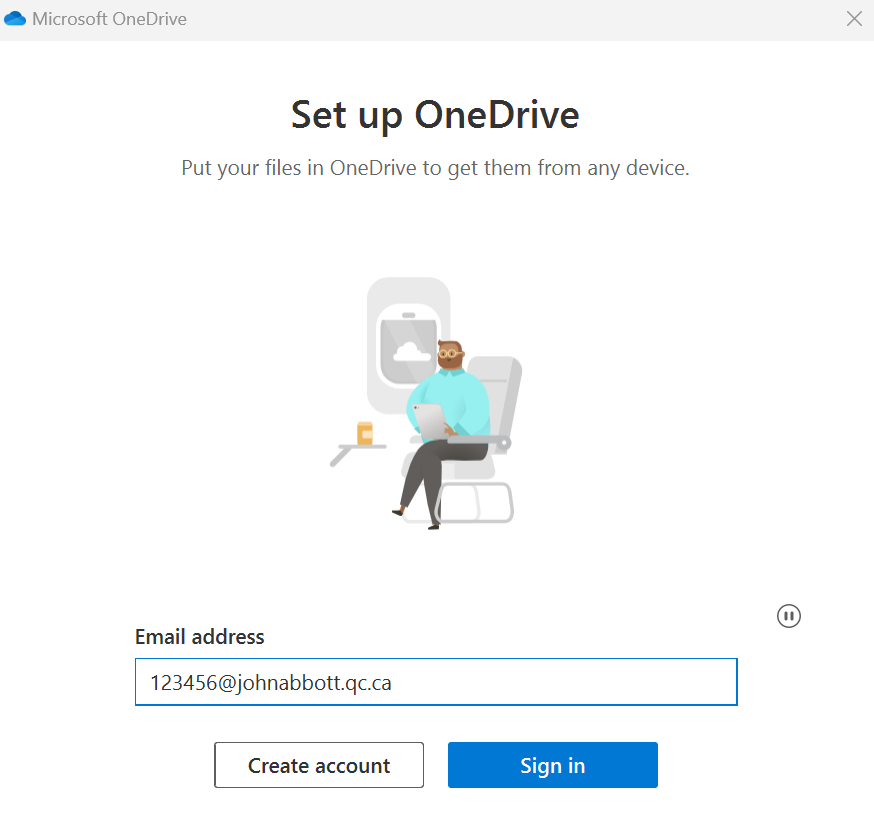 Microsoft OneDrive
Set up OneDrive
Put your files in OneDrive to get them from any device.
Email address
123456@johnabbott.qc.ca
Create account
Sign in